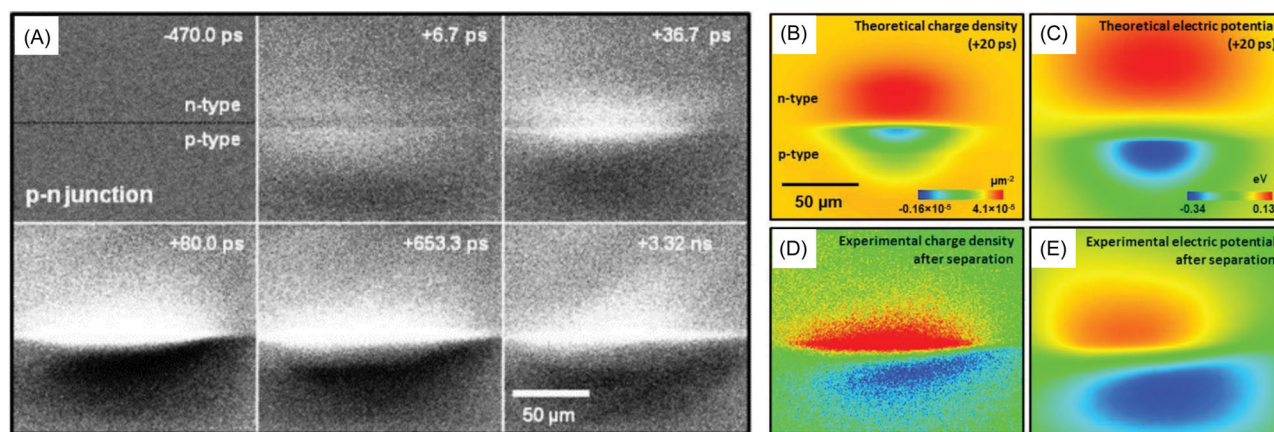 (A)
-470.0 ps
n-type
p-type
p-n junction
+6.7 ps
+36.7 ps
+80.0 ps
+653.3 ps
+3.32 ns
50 µm
(B)
Theoretical charge density
(+20 ps)
n-type
p-type
50 µm
µm⁻²
-0.16×10⁻⁵ 4.1×10⁻⁵
(C)
Theoretical electric potential
(+20 ps)
eV
-0.34 0.13
(D)
Experimental charge density
after separation
(E)
Experimental electric potential
after separation